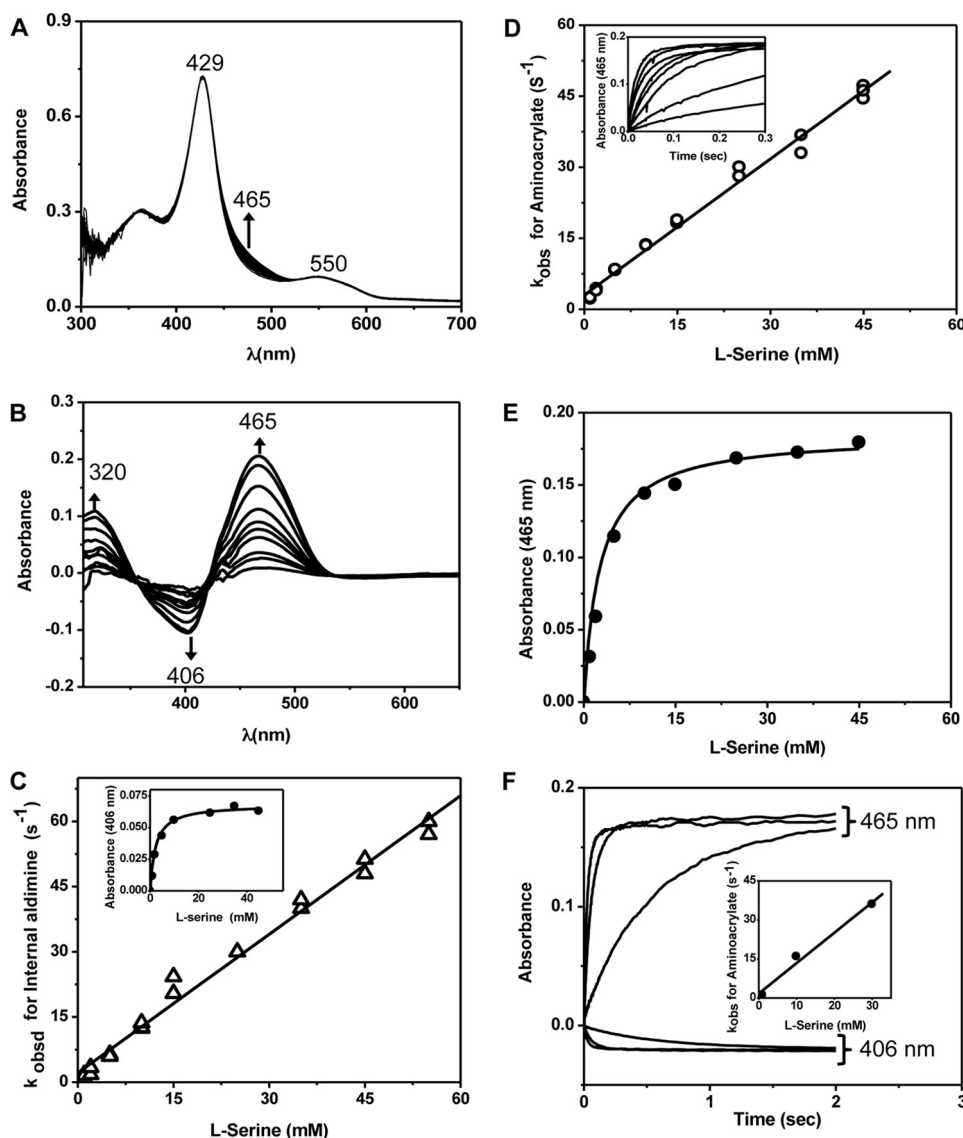 A
0.9
0.6
0.3
0.0
Absorbance
429
465
550
300 400 500 600 700
λ(nm)
B
0.3
0.2
0.1
0.0
-0.1
-0.2
Absorbance
320
465
406
400 500 600
λ(nm)
C
60
45
30
15
0
k obsd for Internal aldimine (s⁻¹)
0.075
0.050
0.025
0.000
Absorbance (406 nm)
0 20 40
L-serine (mM)
0 15 30 45 60
L-Serine (mM)
D
60
45
30
15
0
kobs for Aminoacrylate (S⁻¹)
0.2
0.1
0.0
Absorbance (465 nm)
0.0 0.1 0.2 0.3
Time (sec)
0 15 30 45 60
L-Serine (mM)
E
0.20
0.15
0.10
0.05
0.00
Absorbance (465 nm)
0 15 30 45 60
L-Serine (mM)
F
0.2
0.1
0.0
Absorbance
465 nm
45
30
15
0
kobs for Aminoacrylate (s⁻¹)
0 10 20 30
L-Serine (mM)
406 nm
0 1 2 3
Time (sec)